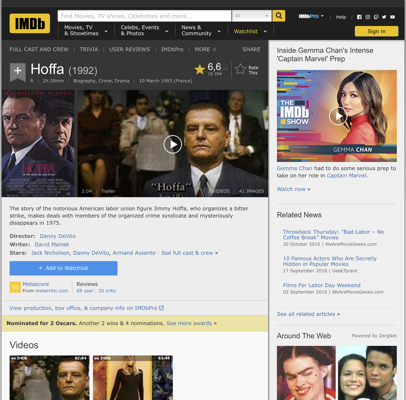 IMDb
Find Movies, TV shows, Celebrities and more...
All
IMDbPro
Help
Movies, TV
& Showtimes
Celebs, Events
& Photos
News &
Community
Watchlist
Sign in
FULL CAST AND CREW | TRIVIA | USER REVIEWS | IMDbPro | MORE
SHARE
Hoffa (1992)
6,6
Rate
This
2h 20min | Biography, Crime, Drama | 10 March 1993 (France)
HOFFA
2:04 | Trailer
"Hoffa"
VIDEOS
41 IMAGES
The story of the notorious American labor union figure Jimmy Hoffa, who organizes a bitter
strike, makes deals with members of the organized crime syndicate and mysteriously
disappears in 1975.
Director: Danny DeVito
Writer: David Mamet
Stars: Jack Nicholson, Danny DeVito, Armand Assante | See full cast & crew »
+ Add to Watchlist
Metascore
From metacritic.com
Reviews
69 user | 35 critic
View production, box office, & company info on IMDbPro
Nominated for 2 Oscars. Another 2 wins & 4 nominations. See more awards »
Videos
Inside Gemma Chan's Intense
'Captain Marvel' Prep
THE
IMDb
SHOW
GEMMA CHAN
Gemma Chan had to do some serious prep to
take on her role in Captain Marvel.
Watch now »
Related News
Throwback Thursday: "Bad Labor – No
Coffee Break" Movies
20 October 2016 | WeAreMovieGeeks.com
10 Famous Actors Who Are Secretly
Hidden in Popular Movies
17 September 2016 | GeekTyrant
Films For Labor Day Weekend
03 September 2016 | WeAreMovieGeeks.com
See all related articles »
Around The Web
Powered by ZergNet